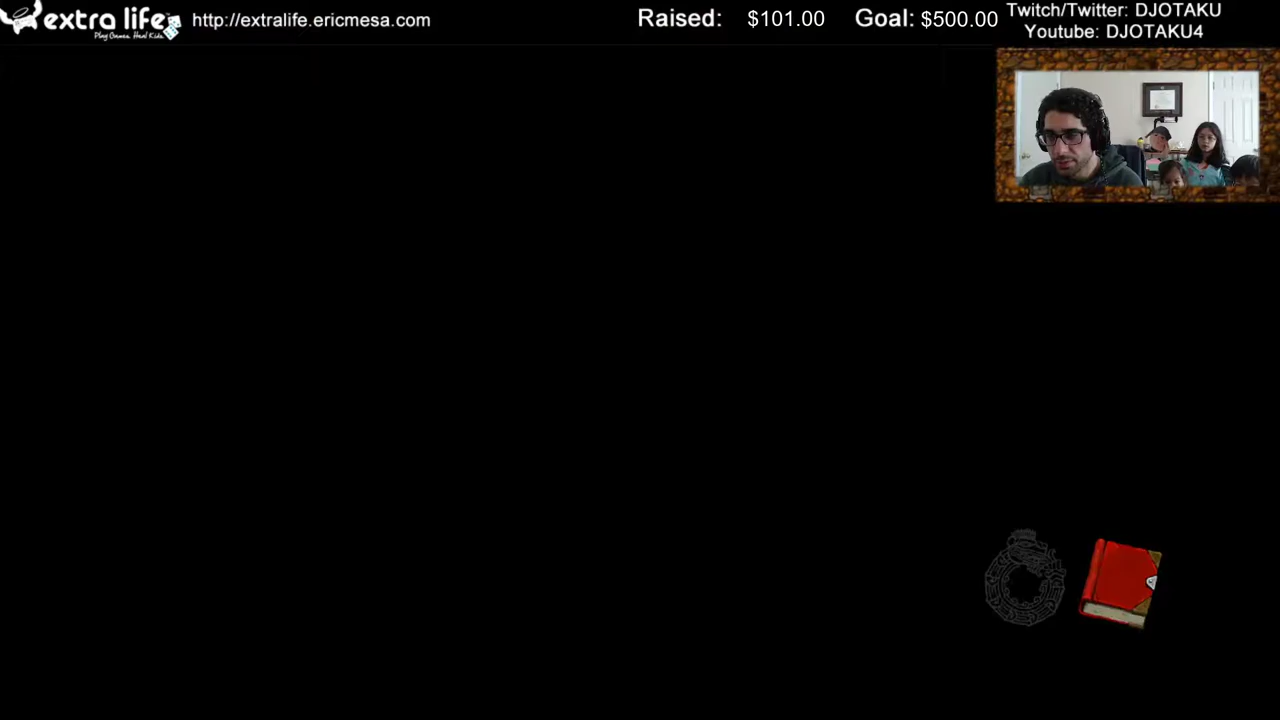 extra life
Play Games. Heal Kids.
http://extralife.ericmesa.com
Raised: $101.00 Goal: $500.00
Twitch/Twitter: DJOTAKU
Youtube: DJOTAKU4